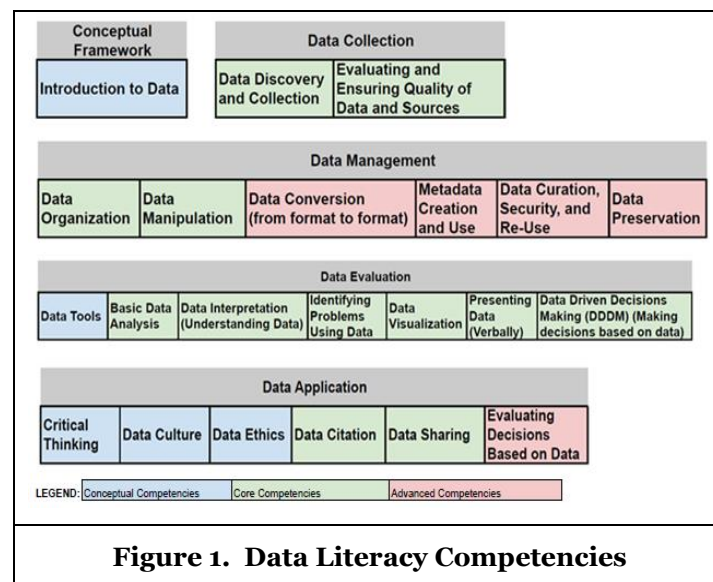 Conceptual
Framework
Introduction to Data
Data Collection
Data Discovery
and Collection
Evaluating and
Ensuring Quality of
Data and Sources
Data Management
Data
Organization
Data
Manipulation
Data Conversion
(from format to format)
Metadata
Creation
and Use
Data Curation,
Security, and
Re-Use
Data
Preservation
Data Evaluation
Data Tools
Basic Data
Analysis
Data Interpretation
(Understanding Data)
Identifying
Problems
Using Data
Data
Visualization
Presenting
Data
(Verbally)
Data Driven Decisions
Making (DDDM) (Making
decisions based on data)
Data Application
Critical
Thinking
Data Culture
Data Ethics
Data Citation
Data Sharing
Evaluating
Decisions
Based on Data
LEGEND: Conceptual Competencies Core Competencies Advanced Competencies
Figure 1. Data Literacy Competencies